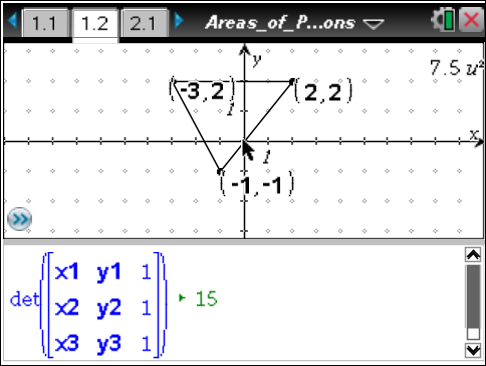 1.1 1.2 2.1 Areas_of_P...ons
y
7.5 u²
(-3,2) (2,2)
1
x
1
(-1,-1)
det([x1 y1 1
x2 y2 1
x3 y3 1]) ▸ 15